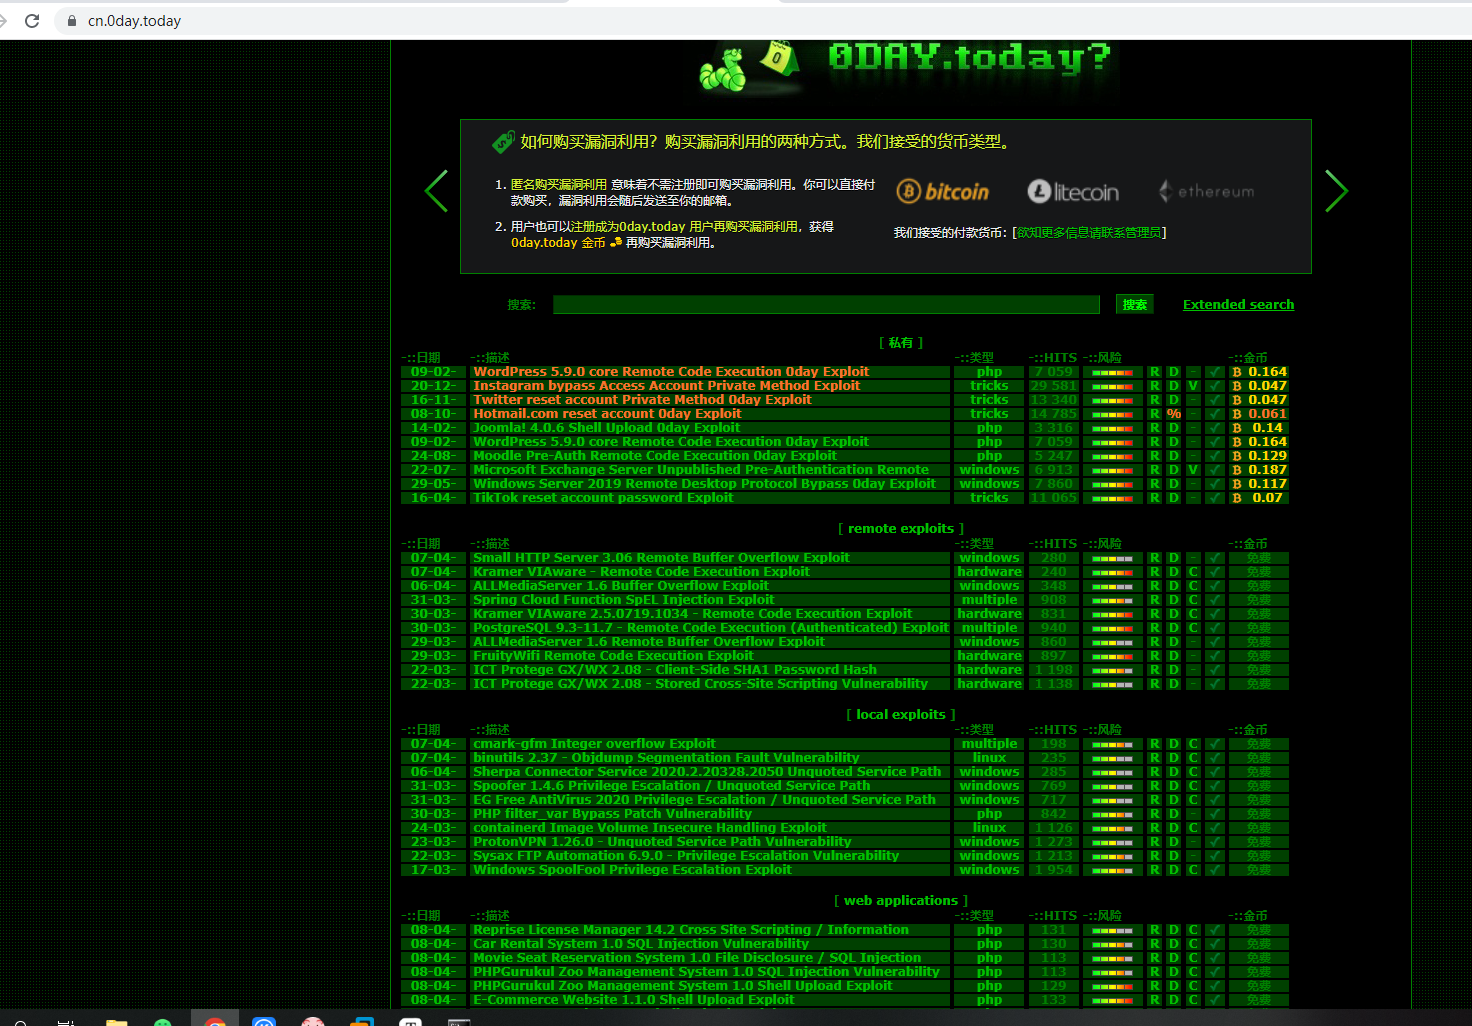 cn.0day.today
0DAY.today?
如何购买漏洞利用？购买漏洞利用的两种方式。我们接受的货币类型。
1. 匿名购买漏洞利用 意味着不需注册即可购买漏洞利用。你可以直接付
款购买，漏洞利用会随后发送至你的邮箱。
2. 用户也可以注册成为0day.today 用户再购买漏洞利用，获得
0day.today 金币 再购买漏洞利用。
bitcoin litecoin ethereum
我们接受的付款货币：[欲知更多信息请联系管理员]
搜索: 搜索 Extended search
[ 私有 ]
-::日期 -::描述 -::类型 -::HITS -::风险 -::金币
09-02- WordPress 5.9.0 core Remote Code Execution 0day Exploit php 7 059 R D - ✓ 0.164
20-12- Instagram bypass Access Account Private Method Exploit tricks 29 581 R D V ✓ 0.047
16-11- Twitter reset account Private Method 0day Exploit tricks 13 340 R D - ✓ 0.047
08-10- Hotmail.com reset account 0day Exploit tricks 14 785 R % - ✓ 0.061
14-02- Joomla! 4.0.6 Shell Upload 0day Exploit php 3 316 R D - ✓ 0.14
09-02- WordPress 5.9.0 core Remote Code Execution 0day Exploit php 7 059 R D - ✓ 0.164
24-08- Moodle Pre-Auth Remote Code Execution 0day Exploit php 5 247 R D - ✓ 0.129
22-07- Microsoft Exchange Server Unpublished Pre-Authentication Remote windows 6 913 R D V ✓ 0.187
29-05- Windows Server 2019 Remote Desktop Protocol Bypass 0day Exploit windows 7 860 R D - ✓ 0.117
16-04- TikTok reset account password Exploit tricks 11 065 R D - ✓ 0.07
[ remote exploits ]
-::日期 -::描述 -::类型 -::HITS -::风险 -::金币
07-04- Small HTTP Server 3.06 Remote Buffer Overflow Exploit windows 280 R D - ✓ 免费
07-04- Kramer VIAware - Remote Code Execution Exploit hardware 240 R D C ✓ 免费
06-04- ALLMediaServer 1.6 Buffer Overflow Exploit windows 348 R D C ✓ 免费
31-03- Spring Cloud Function SpEL Injection Exploit multiple 908 R D C ✓ 免费
30-03- Kramer VIAware 2.5.0719.1034 - Remote Code Execution Exploit hardware 831 R D C ✓ 免费
30-03- PostgreSQL 9.3-11.7 - Remote Code Execution (Authenticated) Exploit multiple 940 R D C ✓ 免费
29-03- ALLMediaServer 1.6 Remote Buffer Overflow Exploit windows 860 R D - ✓ 免费
29-03- FruityWifi Remote Code Execution Exploit hardware 897 R D C ✓ 免费
22-03- ICT Protege GX/WX 2.08 - Client-Side SHA1 Password Hash hardware 1 198 R D - ✓ 免费
22-03- ICT Protege GX/WX 2.08 - Stored Cross-Site Scripting Vulnerability hardware 1 138 R D - ✓ 免费
[ local exploits ]
-::日期 -::描述 -::类型 -::HITS -::风险 -::金币
07-04- cmark-gfm Integer overflow Exploit multiple 198 R D C ✓ 免费
07-04- binutils 2.37 - Objdump Segmentation Fault Vulnerability linux 235 R D C ✓ 免费
06-04- Sherpa Connector Service 2020.2.20328.2050 Unquoted Service Path windows 285 R D C ✓ 免费
31-03- Spoofer 1.4.6 Privilege Escalation / Unquoted Service Path windows 769 R D - ✓ 免费
31-03- EG Free AntiVirus 2020 Privilege Escalation / Unquoted Service Path windows 717 R D - ✓ 免费
30-03- PHP filter_var Bypass Patch Vulnerability php 842 R D - ✓ 免费
24-03- containerd Image Volume Insecure Handling Exploit linux 1 126 R D C ✓ 免费
23-03- ProtonVPN 1.26.0 - Unquoted Service Path Vulnerability windows 1 273 R D - ✓ 免费
22-03- Sysax FTP Automation 6.9.0 - Privilege Escalation Vulnerability windows 1 213 R D - ✓ 免费
17-03- Windows SpoolFool Privilege Escalation Exploit windows 1 954 R D C ✓ 免费
[ web applications ]
-::日期 -::描述 -::类型 -::HITS -::风险 -::金币
08-04- Reprise License Manager 14.2 Cross Site Scripting / Information php 131 R D C ✓ 免费
08-04- Car Rental System 1.0 SQL Injection Vulnerability php 130 R D C ✓ 免费
08-04- Movie Seat Reservation System 1.0 File Disclosure / SQL Injection php 113 R D C ✓ 免费
08-04- PHPGurukul Zoo Management System 1.0 SQL Injection Vulnerability php 113 R D C ✓ 免费
08-04- PHPGurukul Zoo Management System 1.0 Shell Upload Exploit php 129 R D C ✓ 免费
08-04- E-Commerce Website 1.1.0 Shell Upload Exploit php 133 R D C ✓ 免费